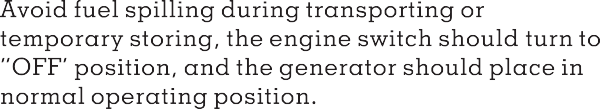 Avoid fuel spilling during transporting or
temporary storing, the engine switch should turn to
“OFF’ position, and the generator should place in
normal operating position.